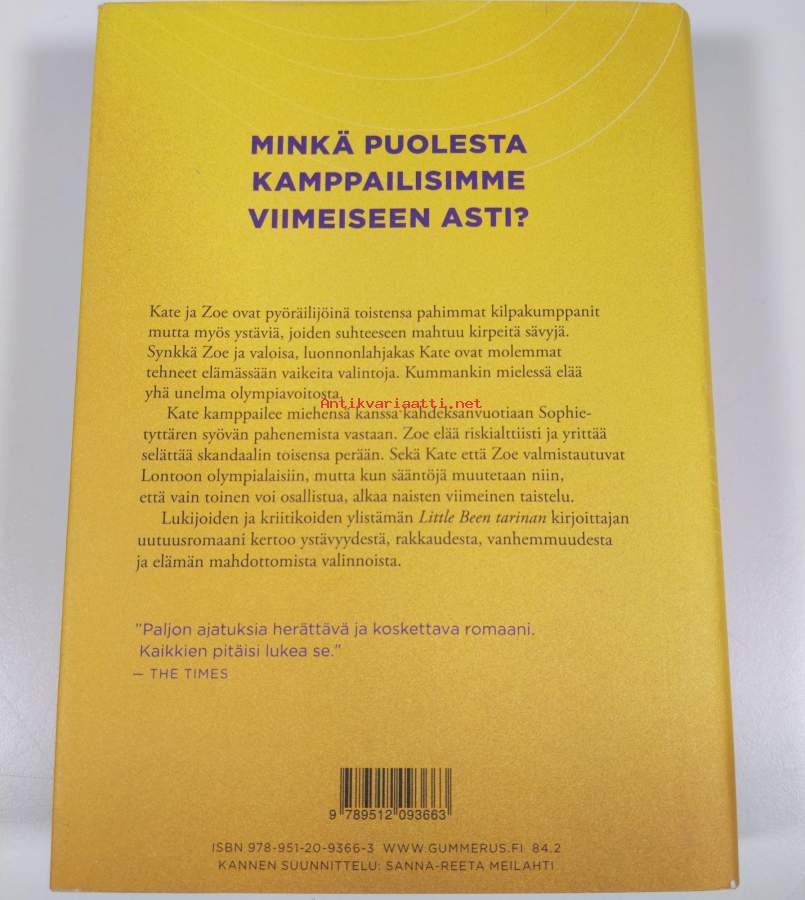 MINKÄ PUOLESTA
KAMPPAILISIMME
VIIMEISEEN ASTI?
Kate ja Zoe ovat pyöräilijöinä toistensa pahimmat kilpakumppanit
mutta myös ystäviä, joiden suhteeseen mahtuu kirpeitä sävyjä.
Synkkä Zoe ja valoisa, luonnonlahjakas Kate ovat molemmat
tehneet elämässään vaikeita valintoja. Kummankin mielessä elää
yhä unelma olympiavoitosta.
Antikvariaatti.net
Kate kamppailee miehensä kanssa kahdeksanvuotiaan Sophie-
tyttären syövän pahenemista vastaan. Zoe elää riskialttiisti ja yrittää
selättää skandaalin toisensa perään. Sekä Kate että Zoe valmistautuvat
Lontoon olympialaisiin, mutta kun sääntöjä muutetaan niin,
että vain toinen voi osallistua, alkaa naisten viimeinen taistelu.
Lukijoiden ja kriitikoiden ylistämän Little Been tarinan kirjoittajan
uutuusromaani kertoo ystävyydestä, rakkaudesta, vanhemmuudesta
ja elämän mahdottomista valinnoista.
"Paljon ajatuksia herättävä ja koskettava romaani.
Kaikkien pitäisi lukea se."
— THE TIMES
9 789512 093663
ISBN 978-951-20-9366-3 WWW.GUMMERUS.FI 84.2
KANNEN SUUNNITTELU: SANNA-REETA MEILAHTI